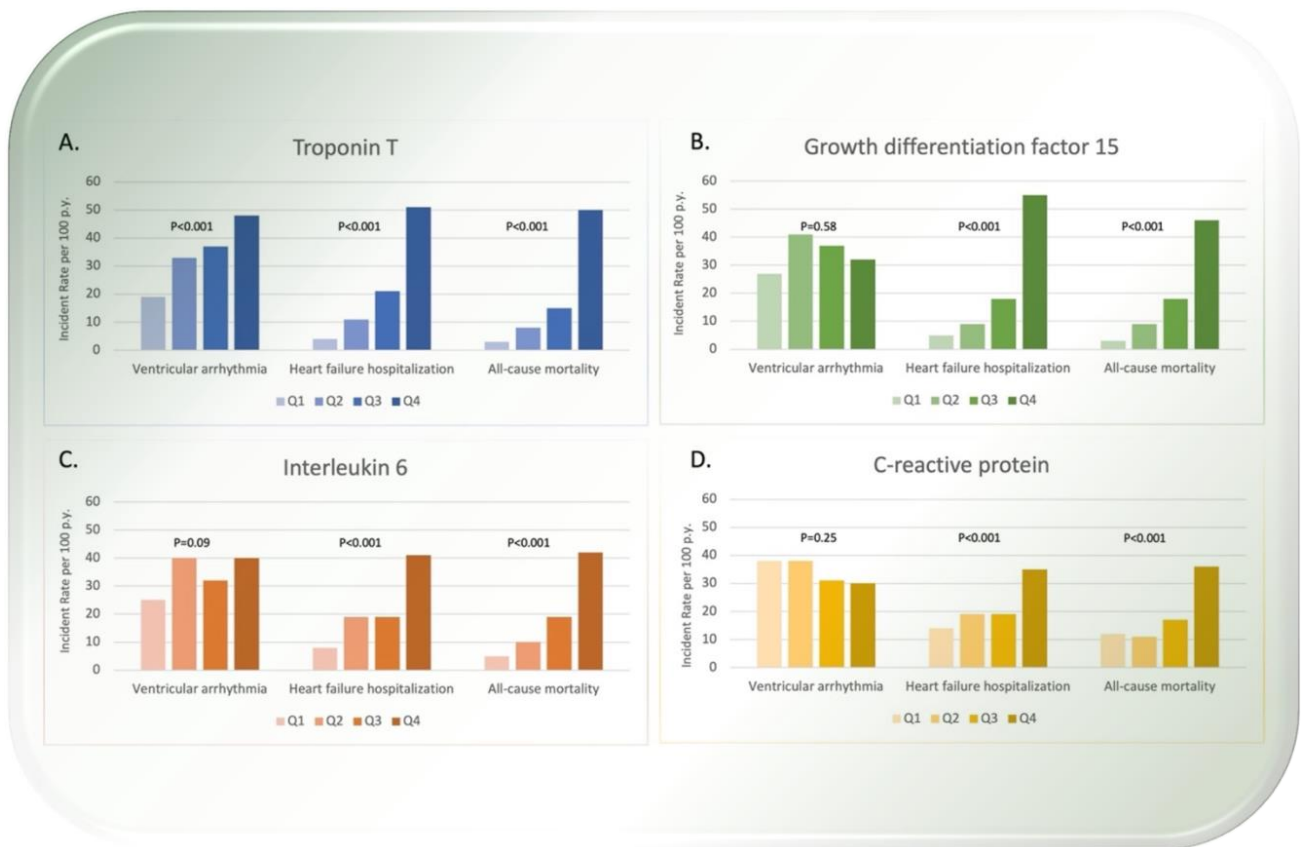 A.
Troponin T
Incident Rate per 100 p.y.
60
50
40
30
20
10
0
P<0.001
P<0.001
P<0.001
Ventricular arrhythmia
Heart failure hospitalization
All-cause mortality
Q1 Q2 Q3 Q4
B.
Growth differentiation factor 15
Incident Rate per 100 p.y.
60
50
40
30
20
10
0
P=0.58
P<0.001
P<0.001
Ventricular arrhythmia
Heart failure hospitalization
All-cause mortality
Q1 Q2 Q3 Q4
C.
Interleukin 6
Incident Rate per 100 p.y.
60
50
40
30
20
10
0
P=0.09
P<0.001
P<0.001
Ventricular arrhythmia
Heart failure hospitalization
All-cause mortality
Q1 Q2 Q3 Q4
D.
C-reactive protein
Incident Rate per 100 p.y.
60
50
40
30
20
10
0
P=0.25
P<0.001
P<0.001
Ventricular arrhythmia
Heart failure hospitalization
All-cause mortality
Q1 Q2 Q3 Q4